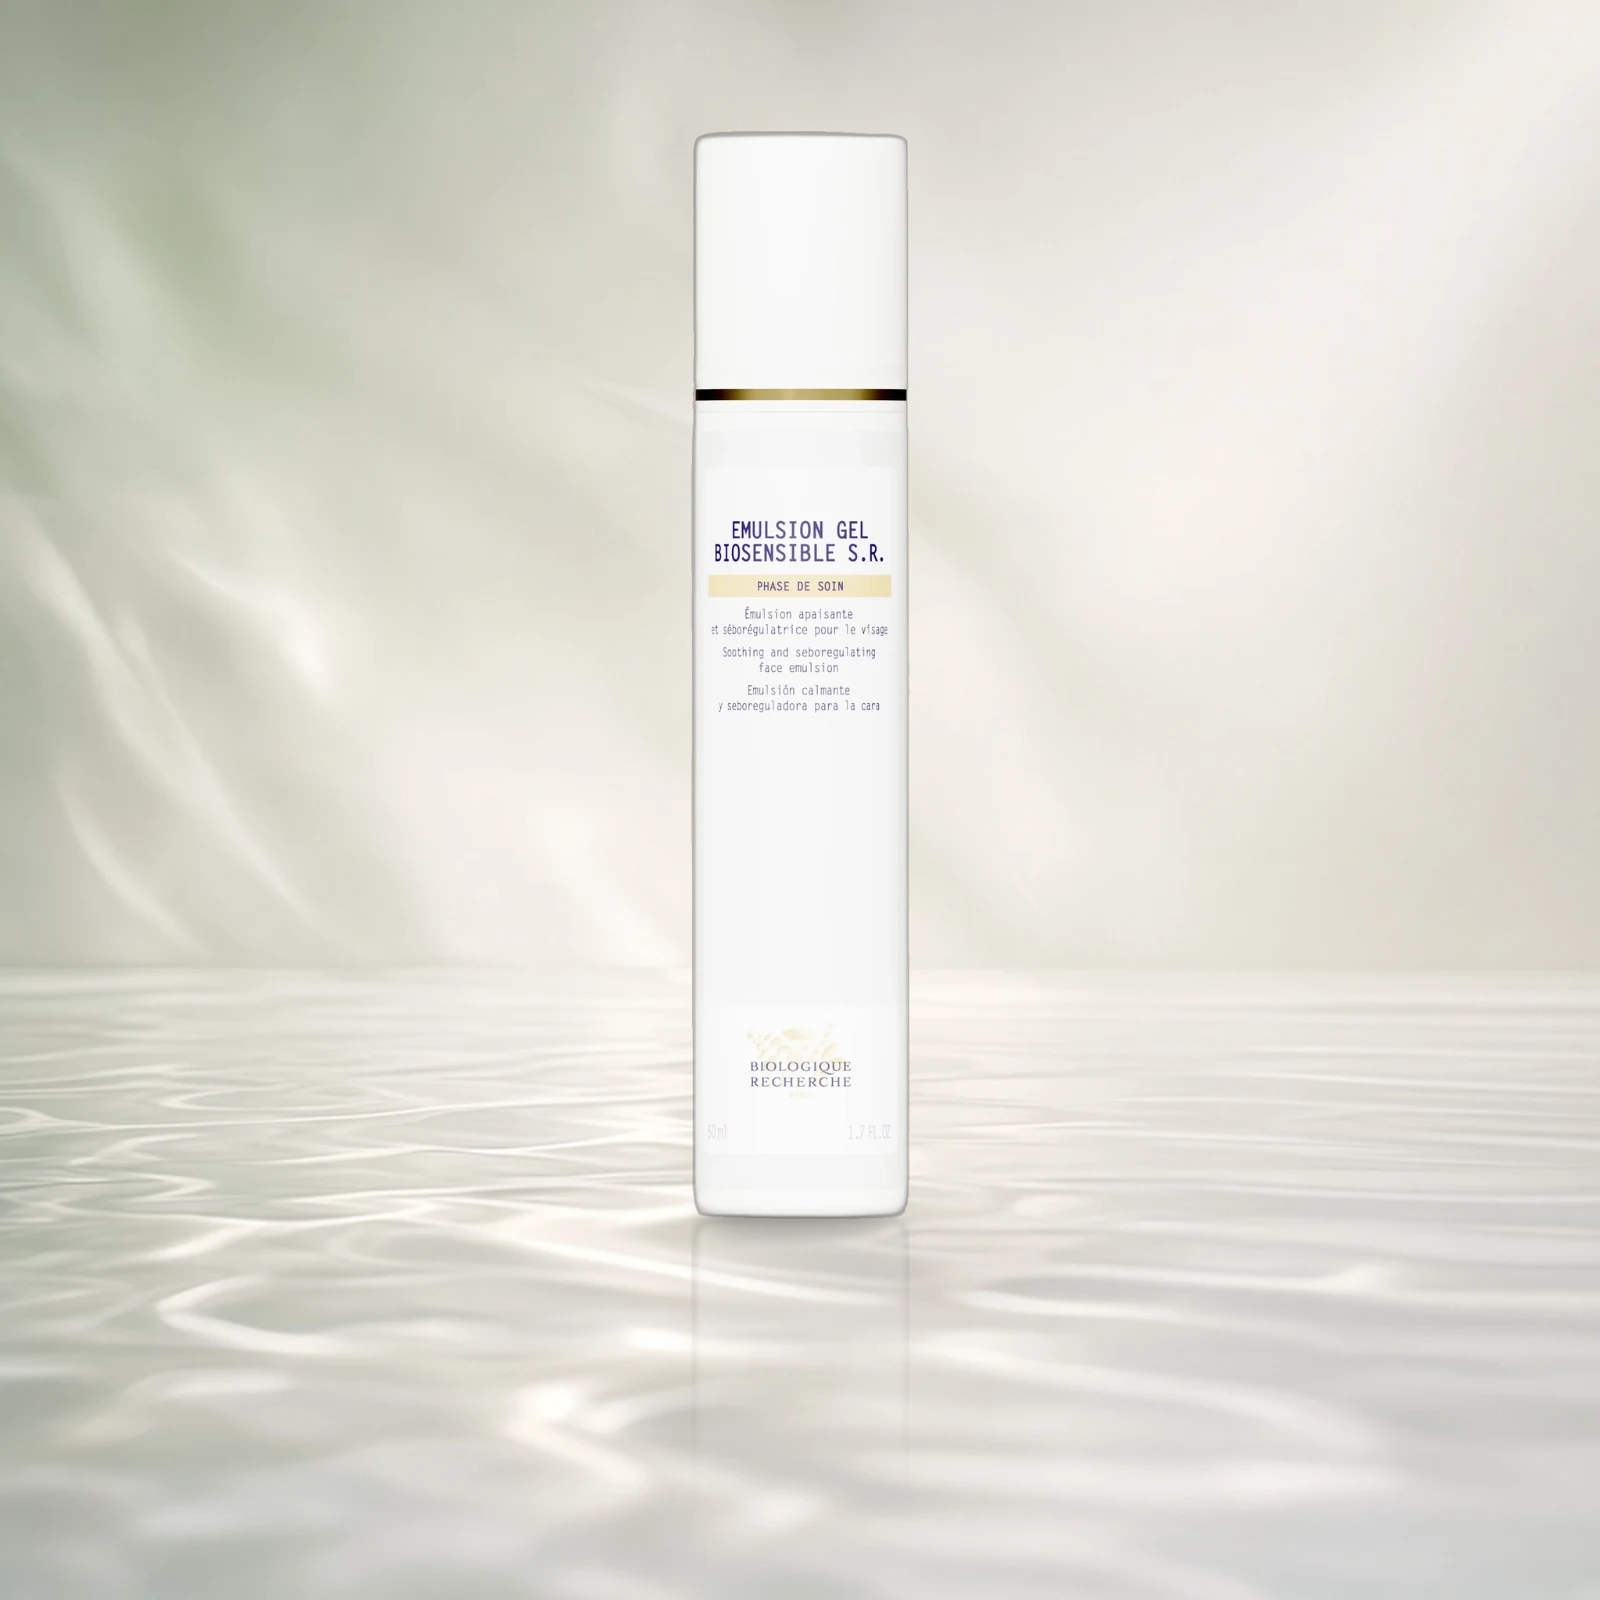 EMULSION GEL
BIOSENSIBLE S.R.
PHASE DE SOIN
Émulsion apaisante
et séborégulatrice pour le visage
Soothing and seboregulating
face emulsion
Emulsión calmante
y seboreguladora para la cara
BIOLOGIQUE
RECHERCHE
PARIS
50 ml 1.7 FL.OZ